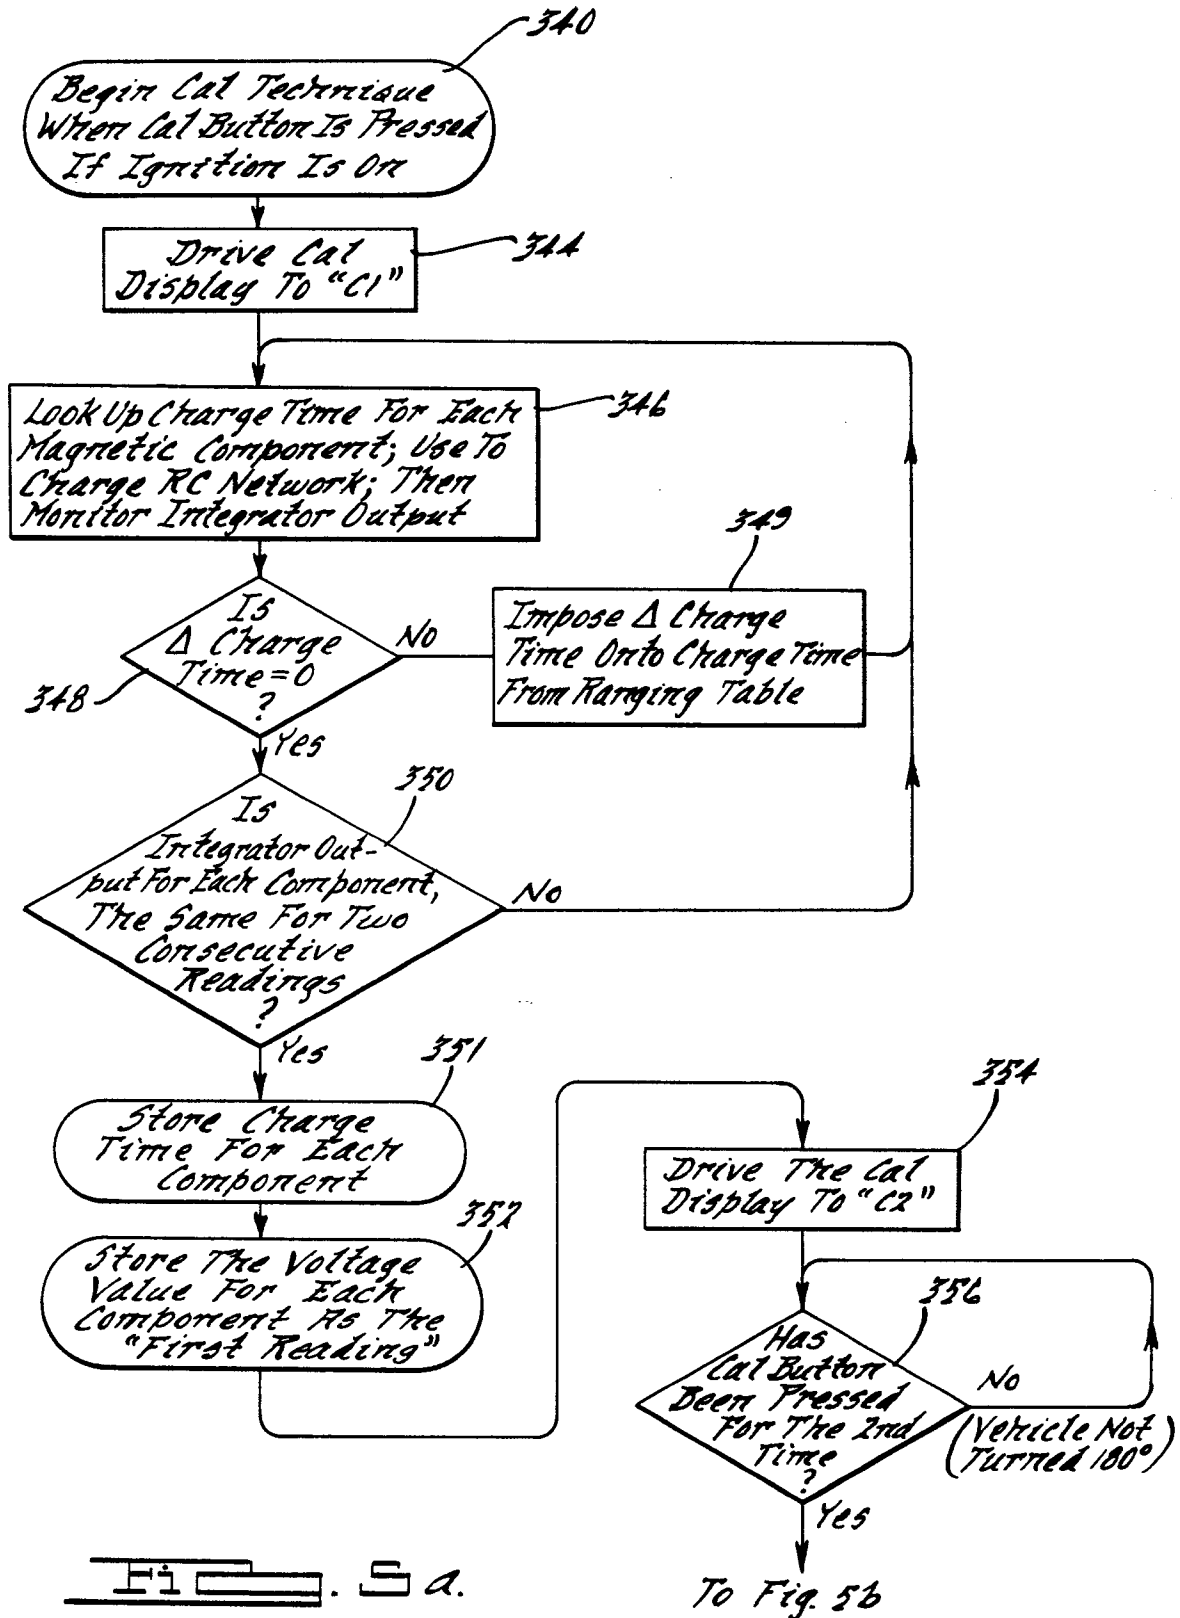 340
Begin Cal Technique
When Cal Button Is Pressed
If Ignition Is On
344
Drive Cal
Display To "C1"
346
Look Up Charge Time For Each
Magnetic Component; Use To
Charge RC Network; Then
Monitor Integrator Output
348
Is
Δ Charge
Time=0
?
No
Yes
349
Impose Δ Charge
Time Onto Charge Time
From Ranging Table
350
Is
Integrator Out-
put For Each Component,
The Same For Two
Consecutive
Readings
?
No
Yes
351
Store Charge
Time For Each
Component
352
Store The Voltage
Value For Each
Component As The
"First Reading"
354
Drive The Cal
Display To "C2"
356
Has
Cal Button
Been Pressed
For The 2nd
Time
?
No
(Vehicle Not
Turned 180°)
Yes
To Fig. 5b
Fig. 5a.